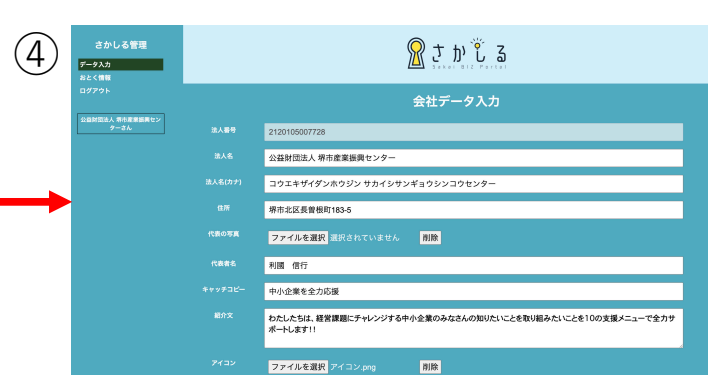 ④
さかしる管理
データ入力
おとく情報
ログアウト
公益財団法人 堺市産業振興セン
ターさん
さかしる
Sakai BIZ Portal
会社データ入力
法人番号
2120105007728
法人名
公益財団法人 堺市産業振興センター
法人名(カナ)
コウエキザイダンホウジン サカイシサンギョウシンコウセンター
住所
堺市北区長曽根町183-5
代表の写真
ファイルを選択 選択されていません 削除
代表者名
利國 信行
キャッチコピー
中小企業を全力応援
紹介文
わたしたちは、経営課題にチャレンジする中小企業のみなさんの知りたいことを取り組みたいことを10の支援メニューで全力サ
ポートします!!
アイコン
ファイルを選択 アイコン.png 削除